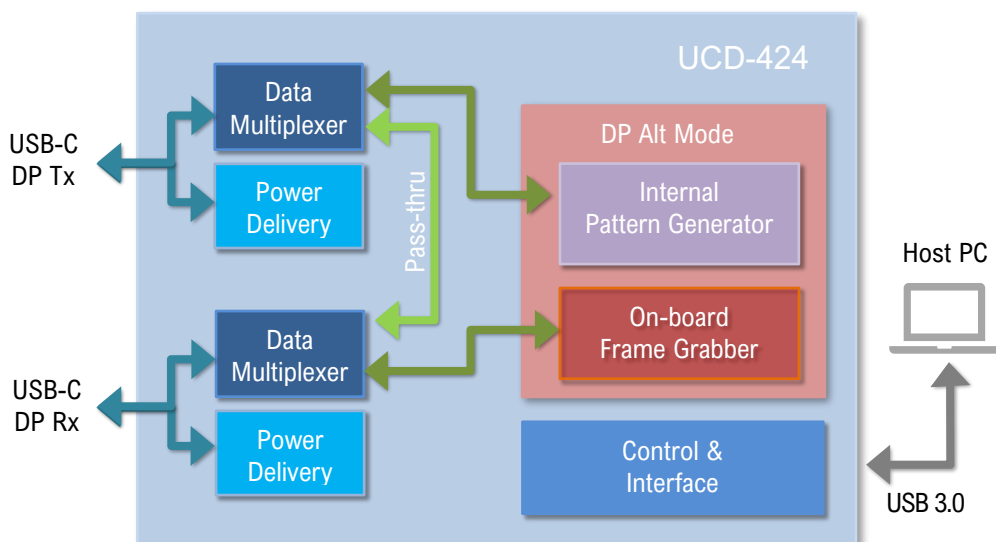 UCD-424
USB-C
DP Tx
Data
Multiplexer
Power
Delivery
Pass-thru
DP Alt Mode
Internal
Pattern Generator
Host PC
USB-C
DP Rx
Data
Multiplexer
Power
Delivery
On-board
Frame Grabber
Control &
Interface
USB 3.0